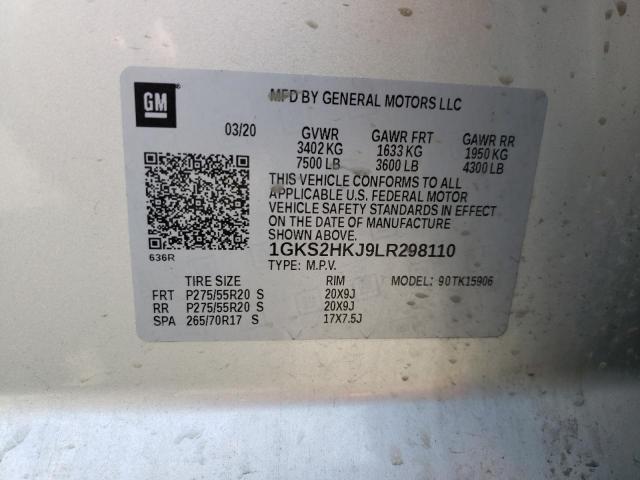 GM
MFD BY GENERAL MOTORS LLC
03/20 GVWR GAWR FRT GAWR RR
3402 KG 1633 KG 1950 KG
7500 LB 3600 LB 4300 LB
THIS VEHICLE CONFORMS TO ALL
APPLICABLE U.S. FEDERAL MOTOR
VEHICLE SAFETY STANDARDS IN EFFECT
ON THE DATE OF MANUFACTURE
SHOWN ABOVE.
636R
1GKS2HKJ9LR298110
TYPE: M.P.V.
TIRE SIZE RIM MODEL: 90TK15906
FRT P275/55R20 S 20X9J
RR P275/55R20 S 20X9J
SPA 265/70R17 S 17X7.5J